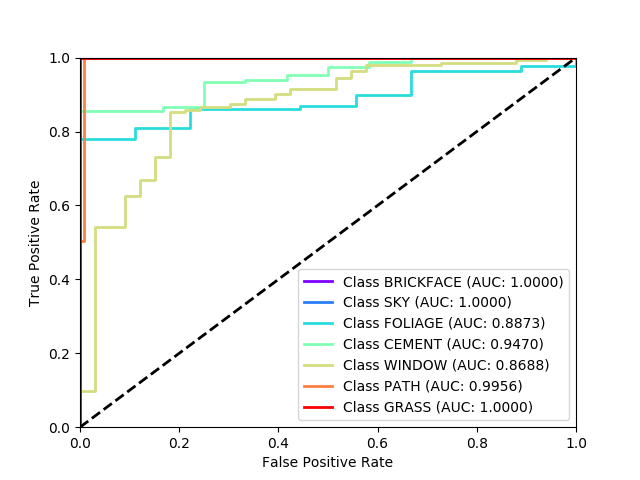 1.0
0.8
0.6
0.4
0.2
0.0
True Positive Rate
Class BRICKFACE (AUC: 1.0000)
Class SKY (AUC: 1.0000)
Class FOLIAGE (AUC: 0.8873)
Class CEMENT (AUC: 0.9470)
Class WINDOW (AUC: 0.8688)
Class PATH (AUC: 0.9956)
Class GRASS (AUC: 1.0000)
0.0 0.2 0.4 0.6 0.8 1.0
False Positive Rate